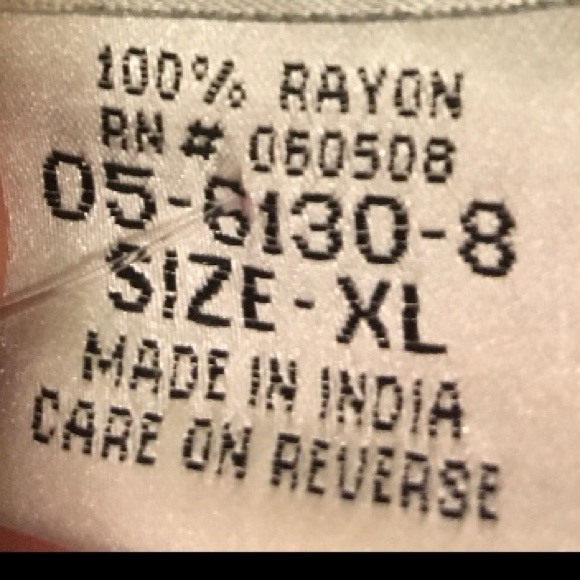 100% RAYON
RN # 060508
05-6130-8
SIZE-XL
MADE IN INDIA
CARE ON REVERSE